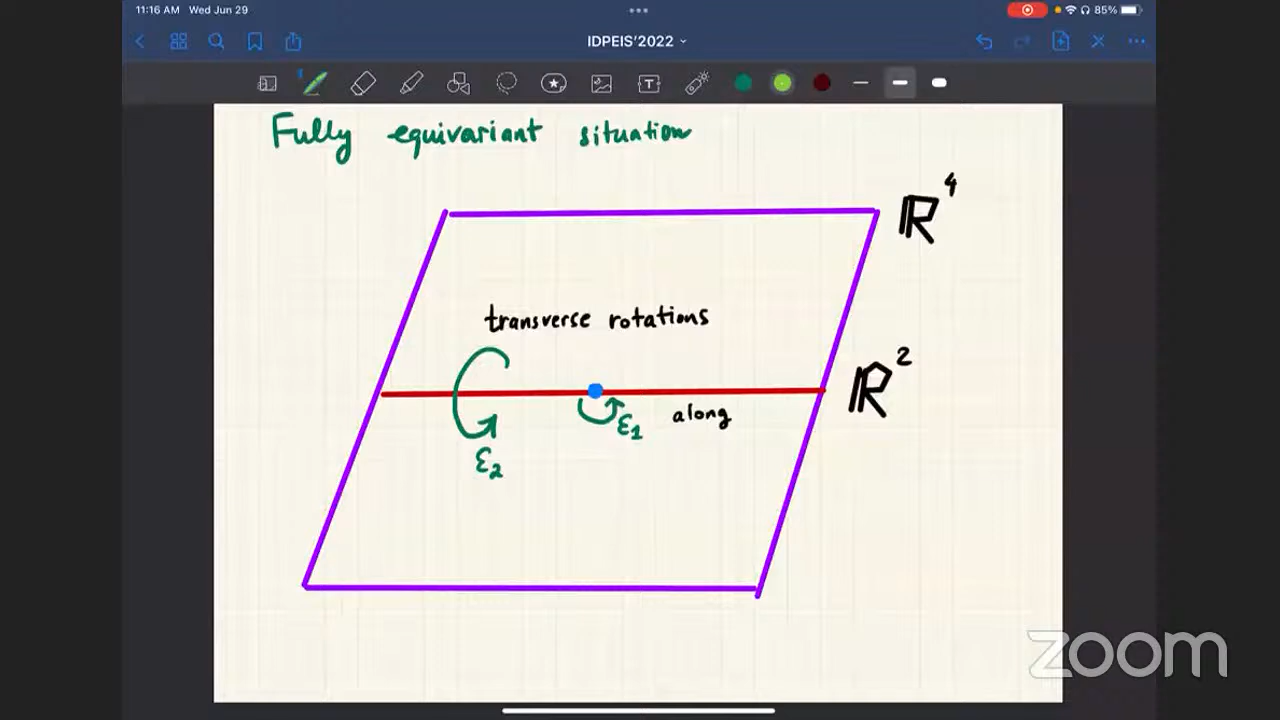 11:16 AM Wed Jun 29
85%
IDPEIS'2022
T
Fully equivariant situation
ℝ⁴
transverse rotations
ℝ²
along
ε₁
ε₂
zoom